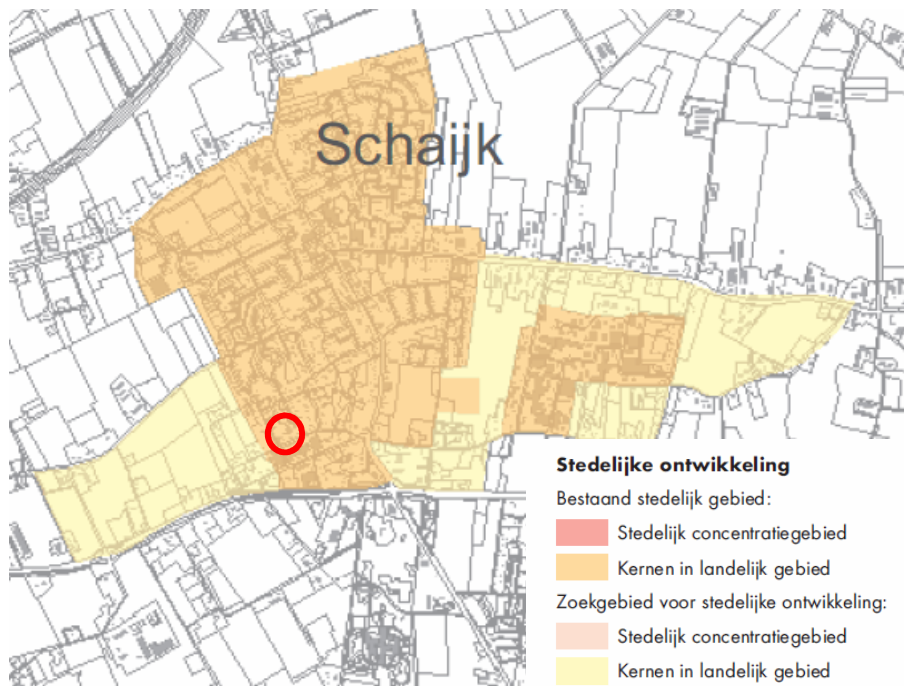 Schaijk
Stedelijke ontwikkeling
Bestaand stedelijk gebied:
Stedelijk concentratiegebied
Kernen in landelijk gebied
Zoekgebied voor stedelijke ontwikkeling:
Stedelijk concentratiegebied
Kernen in landelijk gebied